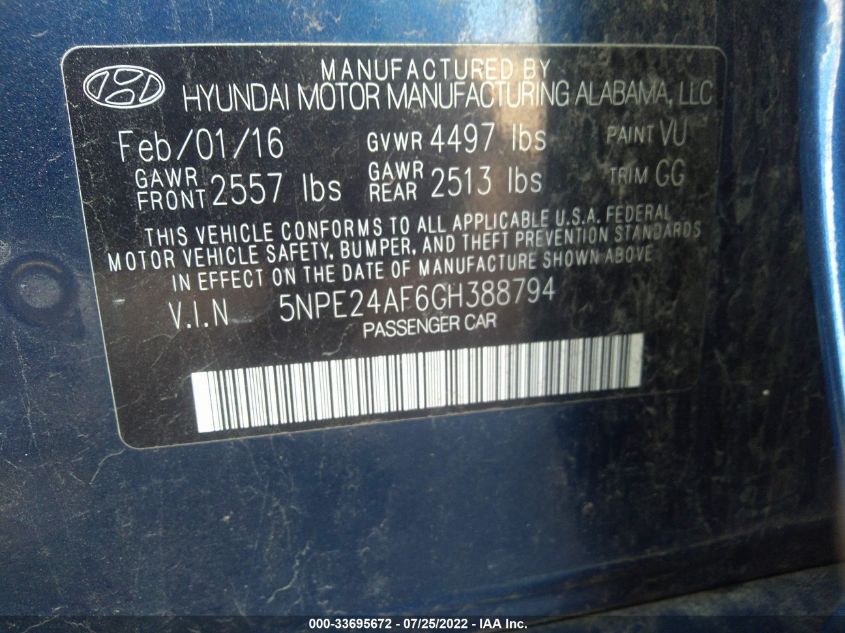 MANUFACTURED BY
HYUNDAI MOTOR MANUFACTURING ALABAMA, LLC
Feb/01/16 GVWR 4497 lbs PAINT VU
GAWR FRONT 2557 lbs GAWR REAR 2513 lbs TRIM GG
THIS VEHICLE CONFORMS TO ALL APPLICABLE U.S.A. FEDERAL
MOTOR VEHICLE SAFETY, BUMPER, AND THEFT PREVENTION STANDARDS
IN EFFECT ON THE DATE OF MANUFACTURE SHOWN ABOVE
V.I.N 5NPE24AF6GH388794
PASSENGER CAR
000-33695672 / 07/25/2022 / IAA Inc.